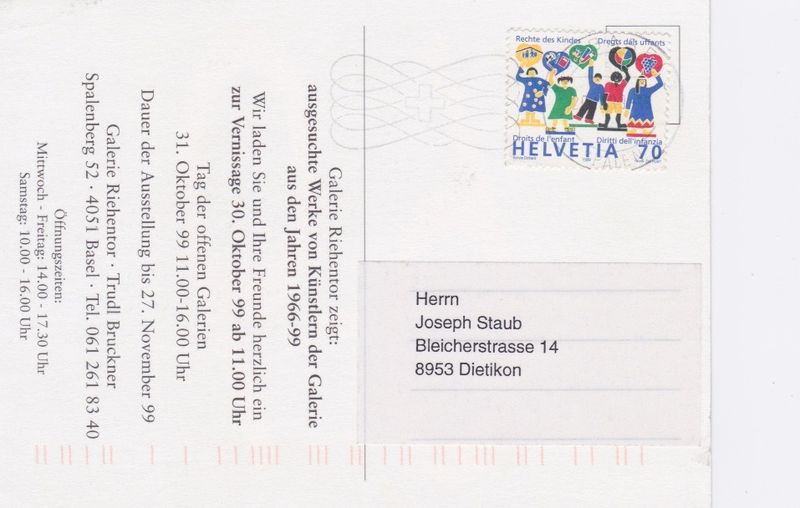 Galerie Riehentor zeigt:
ausgesuchte Werke von Künstlern der Galerie
aus den Jahren 1966-99
Wir laden Sie und Ihre Freunde herzlich ein
zur Vernissage 30. Oktober 99 ab 11.00 Uhr
Tag der offenen Galerien
31. Oktober 99 11.00-16.00 Uhr
Dauer der Ausstellung bis 27. November 99
Galerie Riehentor · Trudl Bruckner
Spalenberg 52 · 4051 Basel · Tel. 061 261 83 40
Öffnungszeiten:
Mittwoch - Freitag: 14.00 - 17.30 Uhr
Samstag: 10.00 - 16.00 Uhr
Rechte des Kindes
Dretgs dals uffants
Droits de l'enfant
Diritti dell'infanzia
HELVETIA 70
Herrn
Joseph Staub
Bleicherstrasse 14
8953 Dietikon